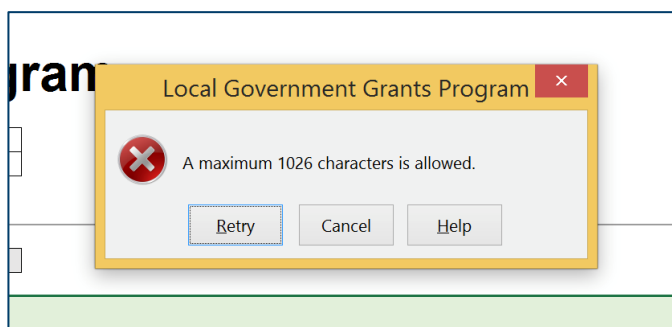 gram
Local Government Grants Program
A maximum 1026 characters is allowed.
Retry Cancel Help